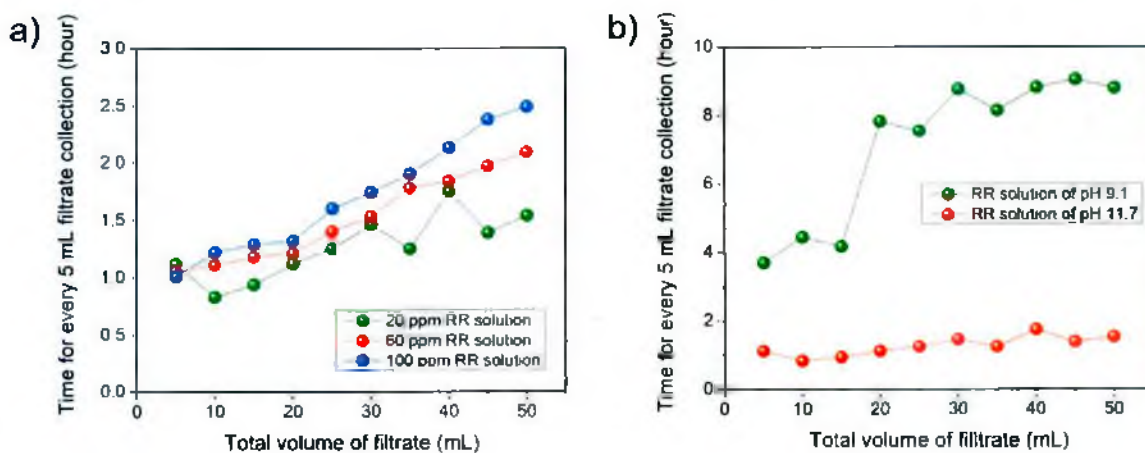 a)
Time for every 5 mL filtrate collection (hour)
3.0
2.5
2.0
1.5
1.0
0.5
0.0
0
10
20
30
40
50
Total volume of filtrate (mL)
20 ppm RR solution
60 ppm RR solution
100 ppm RR solution
b)
Time for every 5 mL filtrate collection (hour)
10
8
6
4
2
0
0
10
20
30
40
50
Total volume of filltrate (mL)
RR solution of pH 9.1
RR solution of pH 11.7